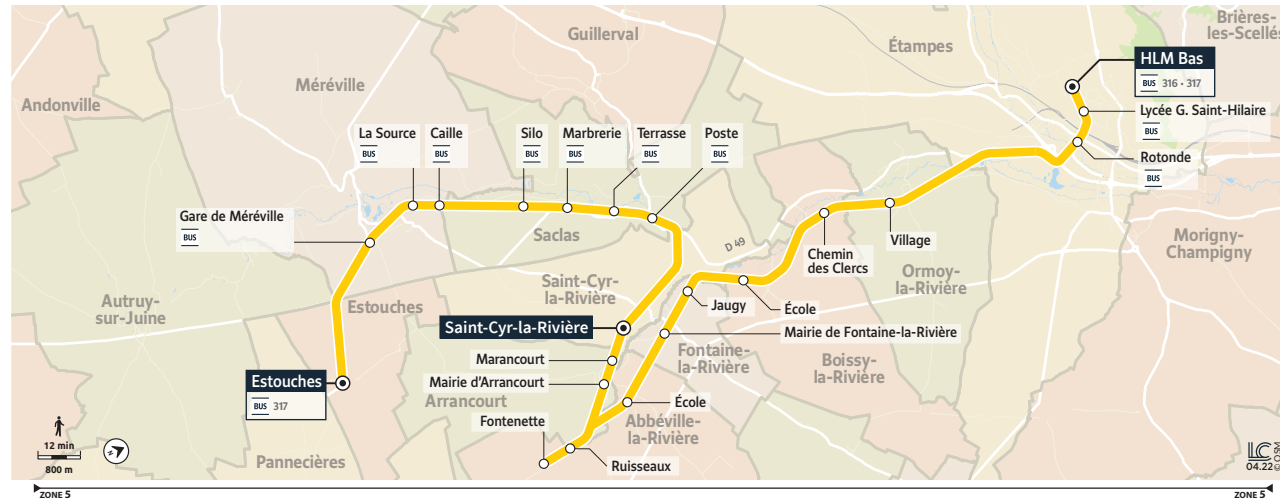 Brières-
les-Scellés
Guillerval
Étampes
Méréville
Andonville
HLM Bas
BUS 316 • 317
Lycée G. Saint-Hilaire
BUS
Rotonde
BUS
La Source
BUS
Caille
BUS
Silo
BUS
Marbrerie
BUS
Terrasse
BUS
Poste
BUS
Gare de Méréville
BUS
Saclas
D 49
Chemin
des Clercs
Village
Morigny-
Champigny
Ormoy-
la-Rivière
Saint-Cyr-
la-Rivière
Autruy-
sur-Juine
Estouches
Jaugy
École
Saint-Cyr-la-Rivière
Mairie de Fontaine-la-Rivière
Fontaine-
la-Rivière
Boissy-
la-Rivière
Marancourt
Mairie d'Arrancourt
Arrancourt
Estouches
BUS 317
École
Fontenette
Abbéville-
la-Rivière
Ruisseaux
Pannecières
12 min
800 m
N
LC
04.22
© OSM
ZONE 5
ZONE 5